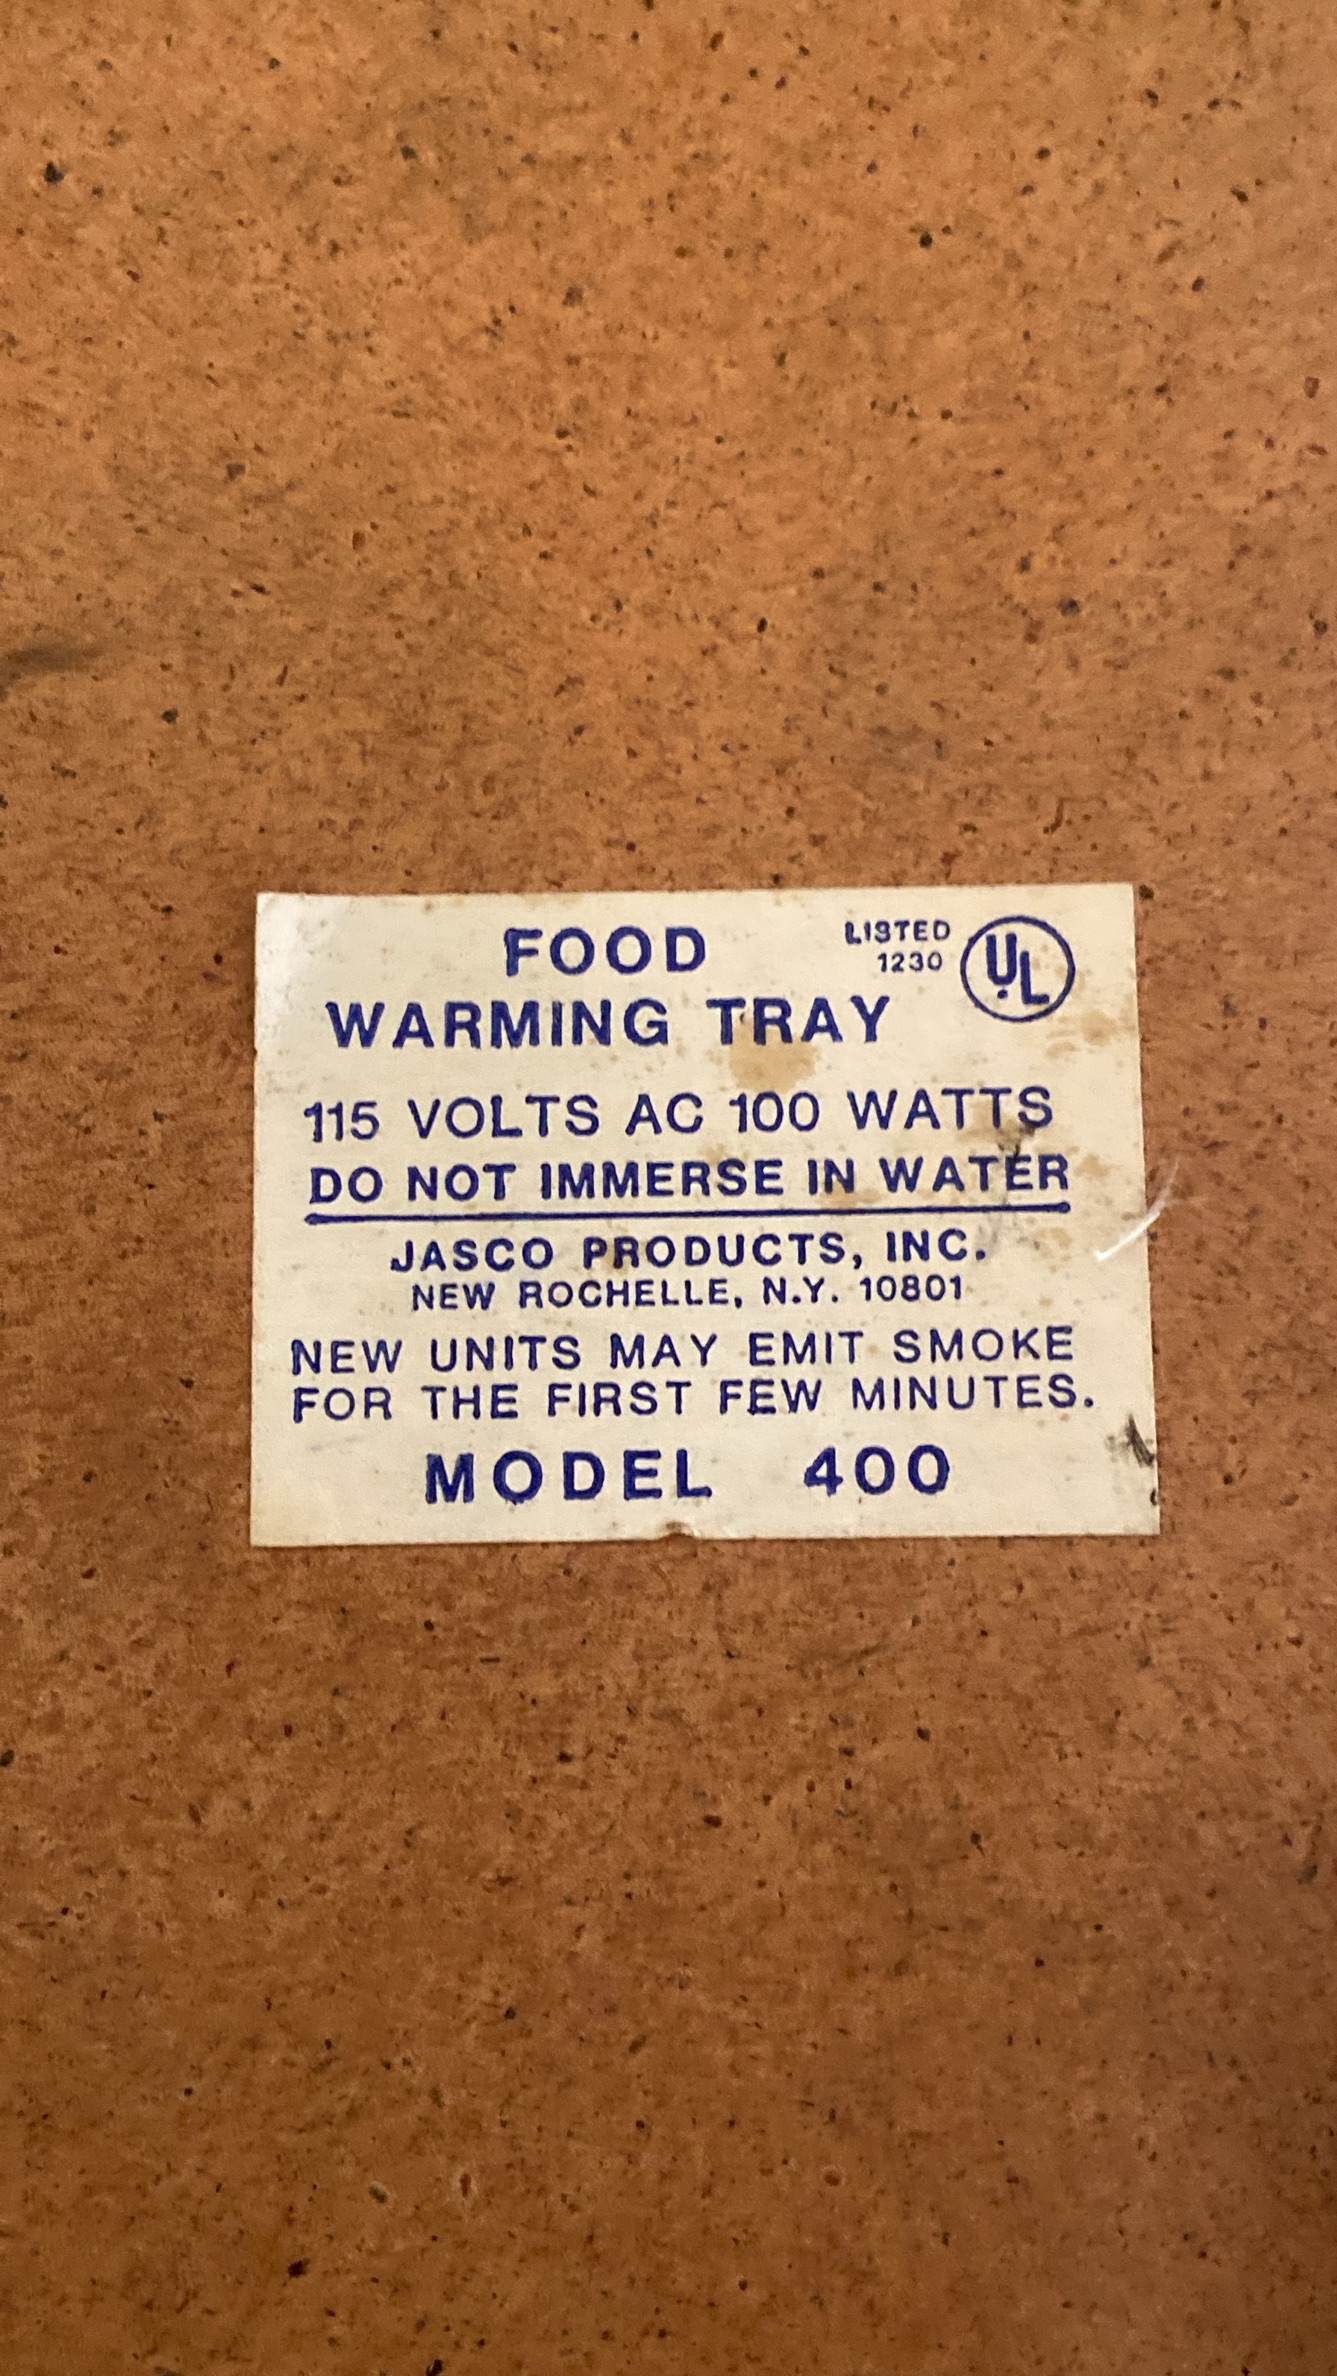 FOOD
WARMING TRAY
LISTED
1230
UL
115 VOLTS AC 100 WATTS
DO NOT IMMERSE IN WATER
JASCO PRODUCTS, INC.
NEW ROCHELLE, N.Y. 10801
NEW UNITS MAY EMIT SMOKE
FOR THE FIRST FEW MINUTES.
MODEL 400